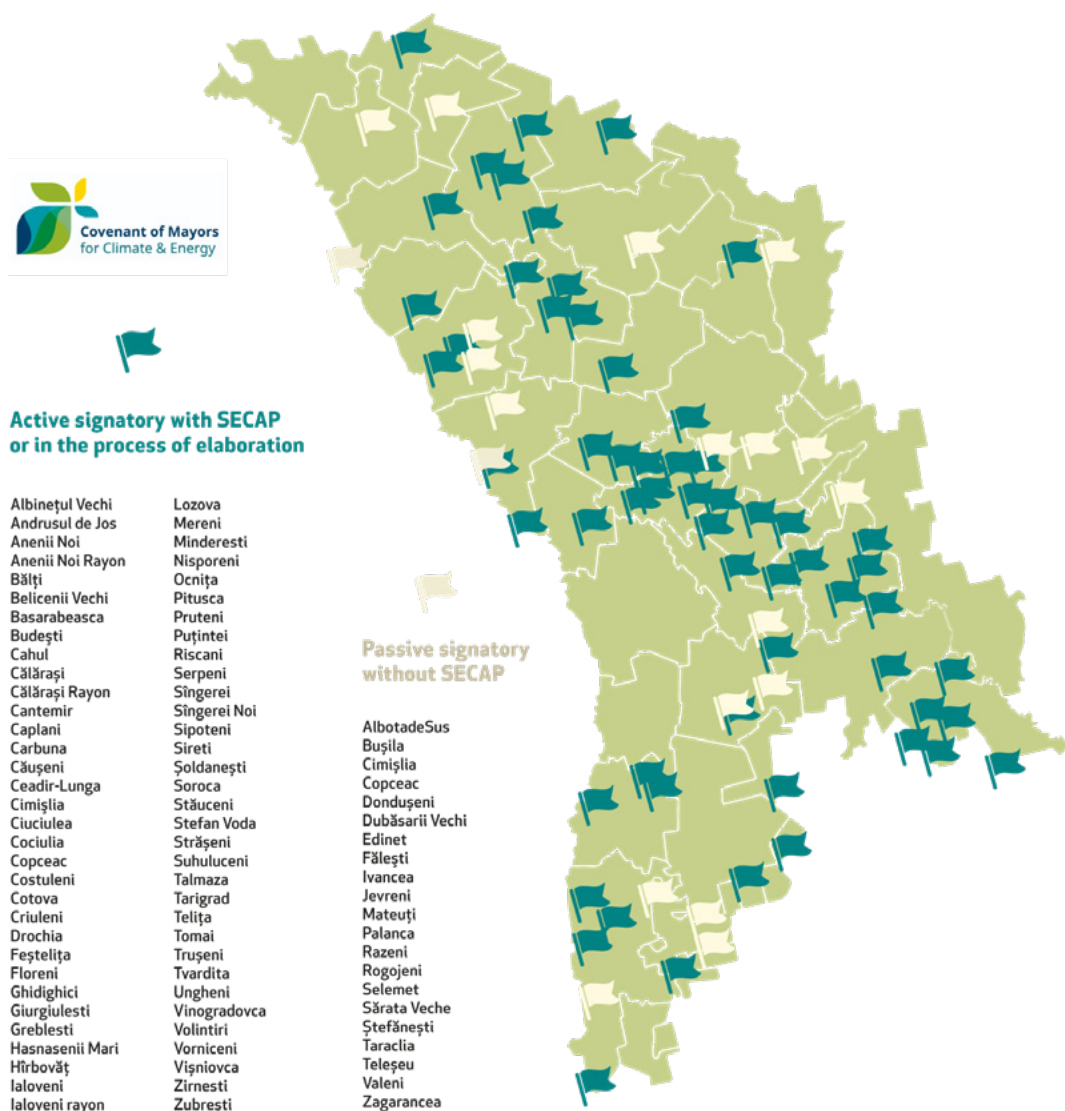 Covenant of Mayors
for Climate & Energy
Active signatory with SECAP
or in the process of elaboration
Albinețul Vechi
Andrusul de Jos
Anenii Noi
Anenii Noi Rayon
Bălți
Belicenii Vechi
Basarabeasca
Budești
Cahul
Călărași
Călărași Rayon
Cantemir
Caplani
Carbuna
Căușeni
Ceadir-Lunga
Cimișlia
Ciuciulea
Cociulia
Copceac
Costuleni
Cotova
Criuleni
Drochia
Feștelița
Floreni
Ghidighici
Giurgiulesti
Greblesti
Hasnasenii Mari
Hîrbovăț
Ialoveni
Ialoveni rayon
Lozova
Mereni
Minderesti
Nisporeni
Ocnița
Pitusca
Pruteni
Puțintei
Riscani
Serpeni
Sîngerei
Sîngerei Noi
Sipoteni
Sireti
Șoldanești
Soroca
Stăuceni
Stefan Voda
Strășeni
Suhuluceni
Talmaza
Tarigrad
Telița
Tomai
Trușeni
Tvardita
Ungheni
Vinogradovca
Volintiri
Vorniceni
Vișniovca
Zirnesti
Zubresti
Passive signatory
without SECAP
AlbotadeSus
Bușila
Cimișlia
Copceac
Dondușeni
Dubăsarii Vechi
Edinet
Fălești
Ivancea
Jevreni
Mateuți
Palanca
Razeni
Rogojeni
Selemet
Sărata Veche
Ștefănești
Taraclia
Teleșeu
Valeni
Zagarancea